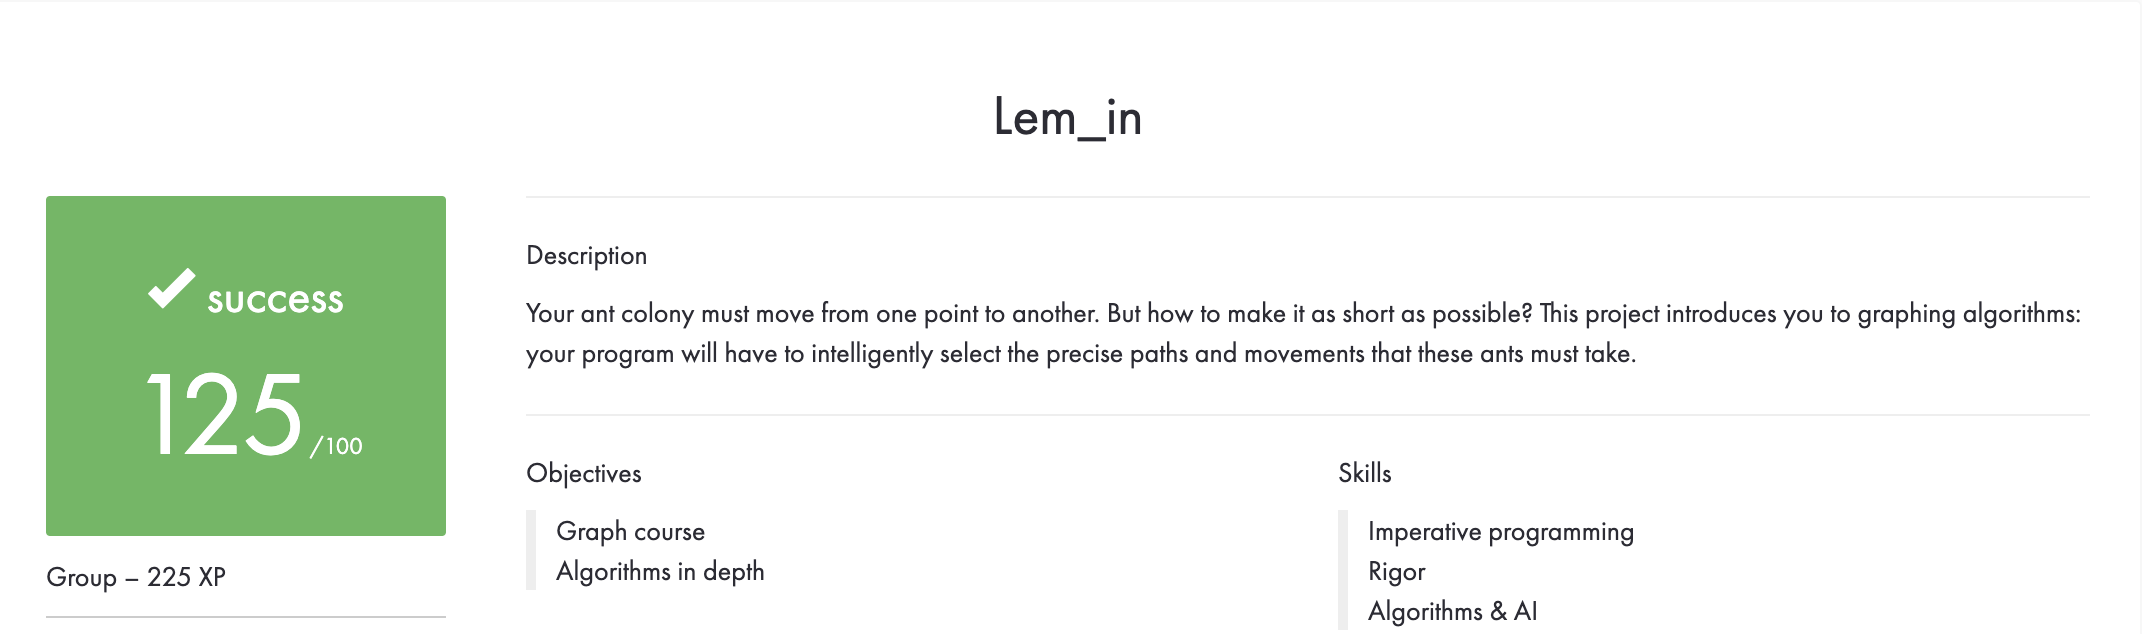 Lem_in
success
125/100
Group – 225 XP
Description
Your ant colony must move from one point to another. But how to make it as short as possible? This project introduces you to graphing algorithms:
your program will have to intelligently select the precise paths and movements that these ants must take.
Objectives
Graph course
Algorithms in depth
Skills
Imperative programming
Rigor
Algorithms & AI